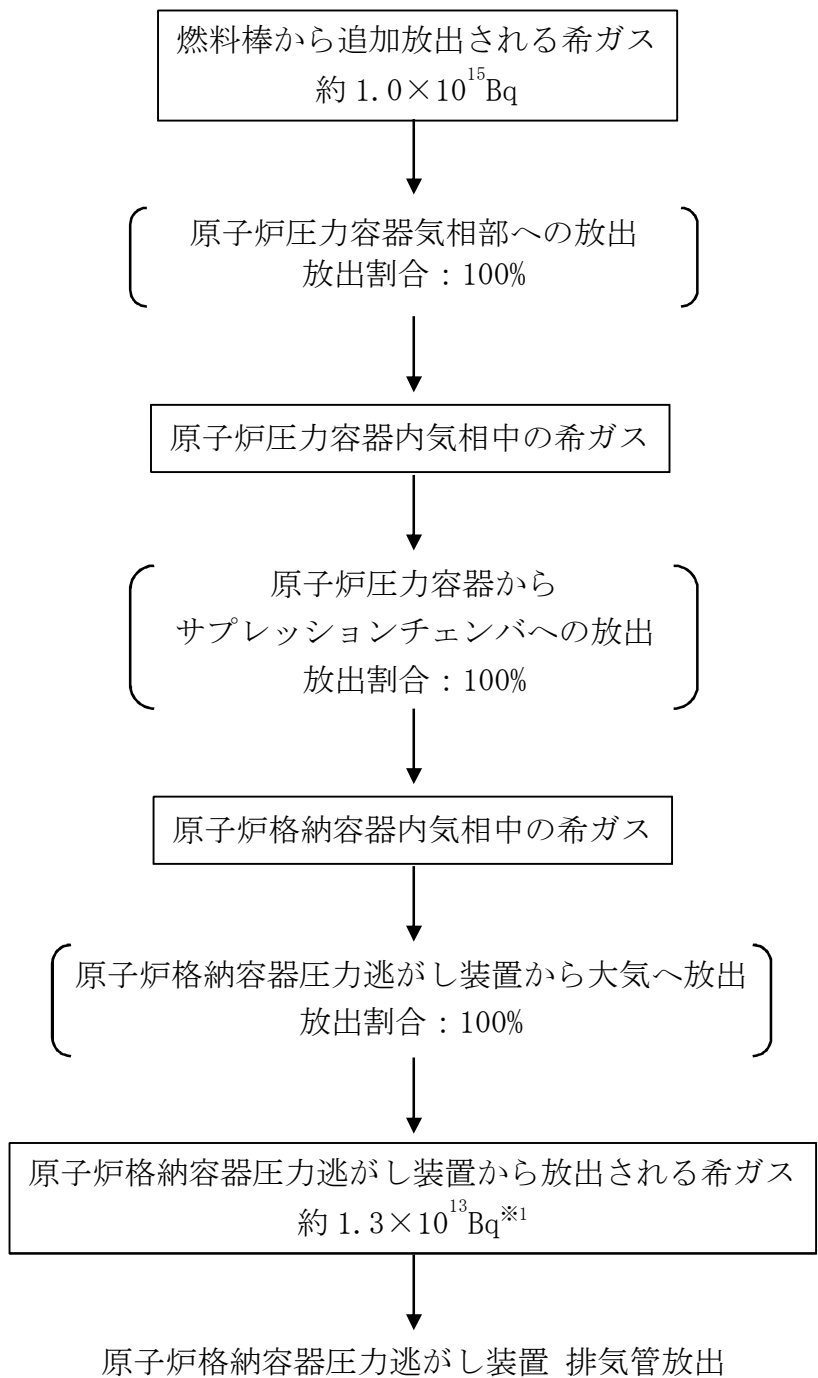 燃料棒から追加放出される希ガス
約 1.0×10¹⁵Bq
原子炉圧力容器気相部への放出
放出割合：100%
原子炉圧力容器内気相中の希ガス
原子炉圧力容器から
サプレッションチェンバへの放出
放出割合：100%
原子炉格納容器内気相中の希ガス
原子炉格納容器圧力逃がし装置から大気へ放出
放出割合：100%
原子炉格納容器圧力逃がし装置から放出される希ガス
約 1.3×10¹³Bq※1
原子炉格納容器圧力逃がし装置 排気管放出